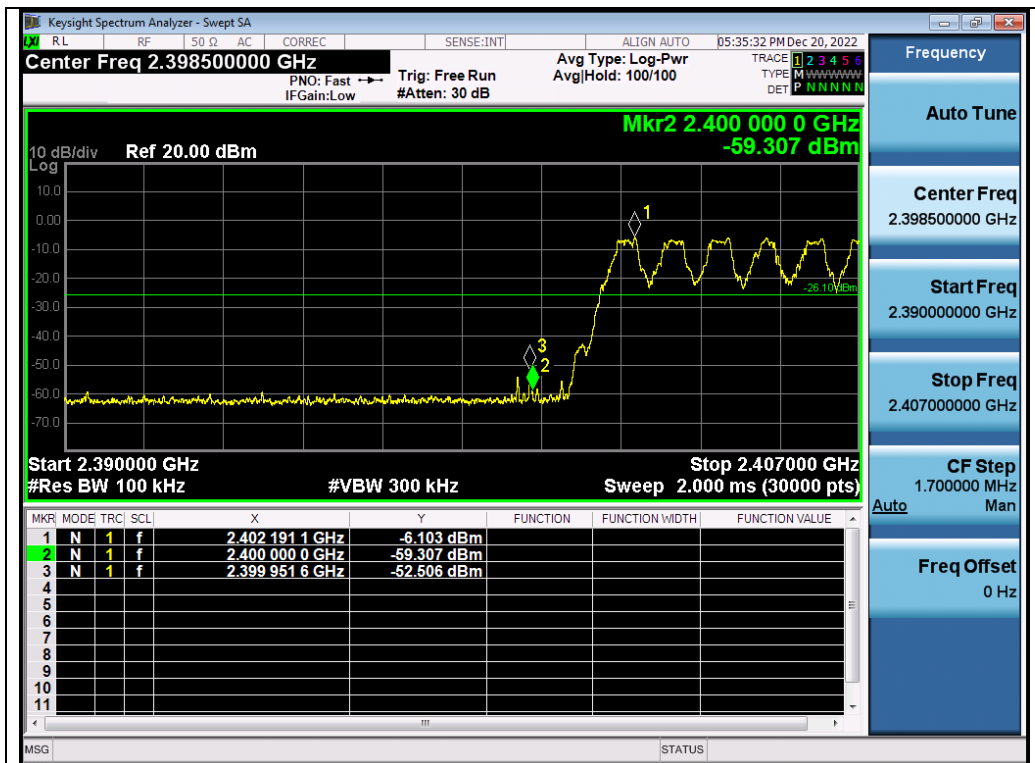 Keysight Spectrum Analyzer - Swept SA
LXI RL RF 50 Ω AC CORREC SENSE:INT ALIGN AUTO 05:35:32 PM Dec 20, 2022
Center Freq 2.398500000 GHz
PNO: Fast
IFGain:Low
Trig: Free Run
#Atten: 30 dB
Avg Type: Log-Pwr
Avg|Hold: 100/100
TRACE 1 2 3 4 5 6
TYPE M WWWWW
DET P N N N N N
Mkr2 2.400 000 0 GHz
-59.307 dBm
10 dB/div Ref 20.00 dBm
Log
10.0
0.00
-10.0
-20.0
-30.0
-40.0
-50.0
-60.0
-70.0
1
3
2
-26.10 dBm
Start 2.390000 GHz Stop 2.407000 GHz
#Res BW 100 kHz #VBW 300 kHz Sweep 2.000 ms (30000 pts)
MKR MODE TRC SCL X Y FUNCTION FUNCTION WIDTH FUNCTION VALUE
1 N 1 f 2.402 191 1 GHz -6.103 dBm
2 N 1 f 2.400 000 0 GHz -59.307 dBm
3 N 1 f 2.399 951 6 GHz -52.506 dBm
4
5
6
7
8
9
10
11
MSG STATUS
Frequency
Auto Tune
Center Freq
2.398500000 GHz
Start Freq
2.390000000 GHz
Stop Freq
2.407000000 GHz
CF Step
1.700000 MHz
Auto Man
Freq Offset
0 Hz